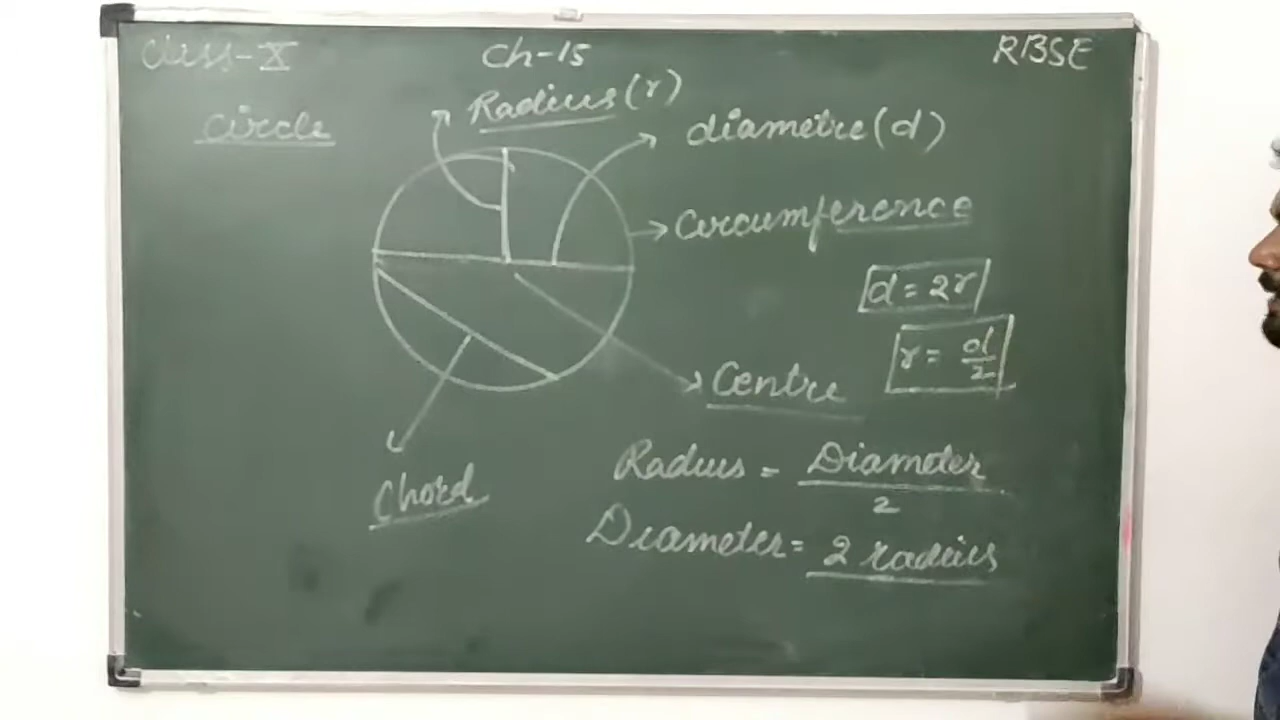 Class-X
Ch-15
RBSE
Circle
Radius (r)
diametre (d)
Circumference
d = 2r
r = d/2
Centre
Radius = Diameter/2
Chord
Diameter = 2 radius